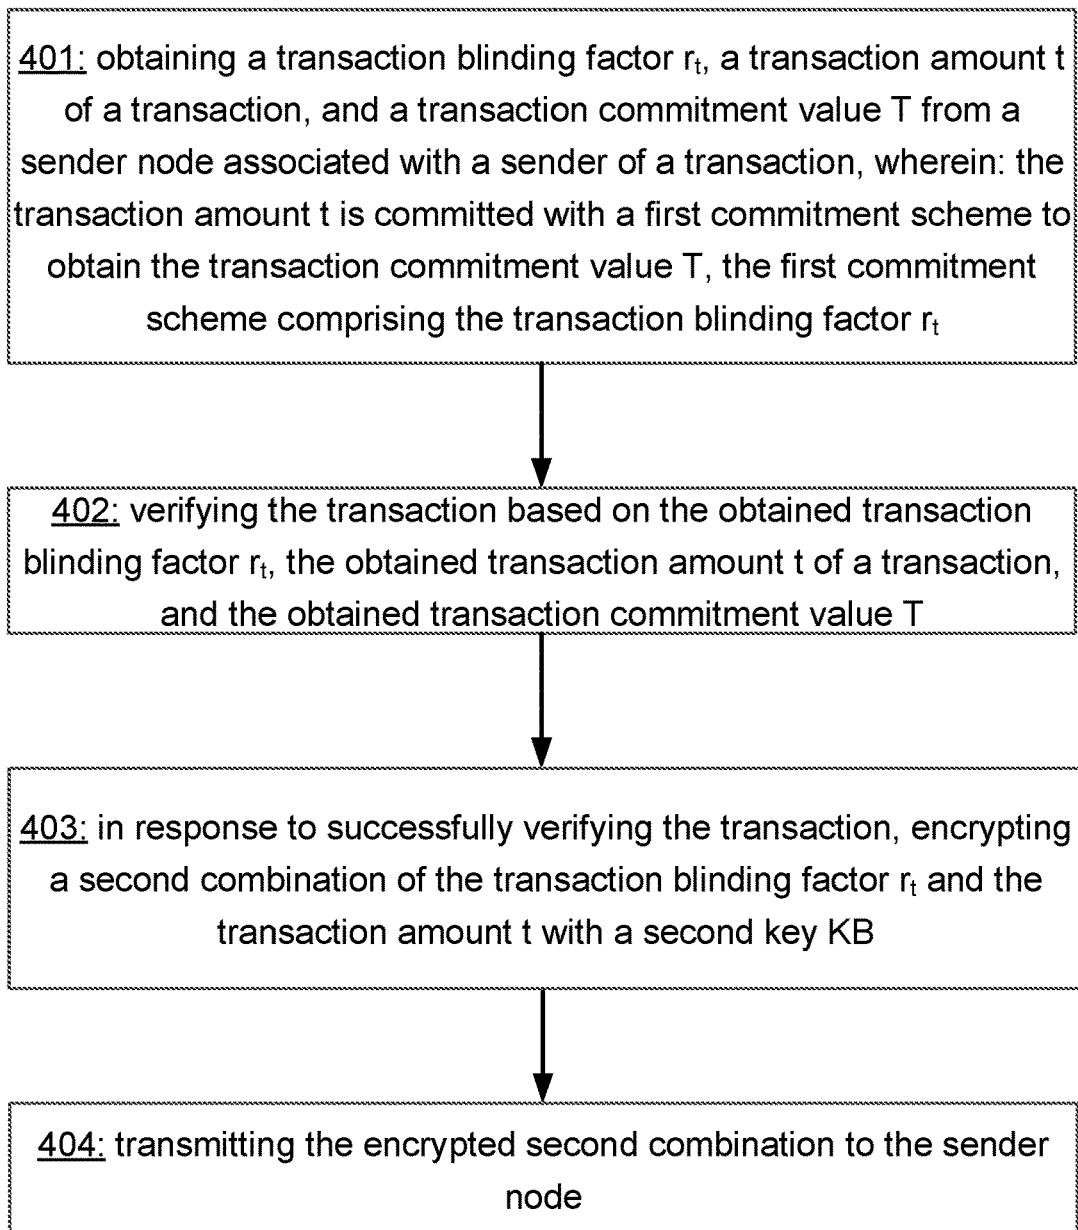 401: obtaining a transaction blinding factor rₜ, a transaction amount t
of a transaction, and a transaction commitment value T from a
sender node associated with a sender of a transaction, wherein: the
transaction amount t is committed with a first commitment scheme to
obtain the transaction commitment value T, the first commitment
scheme comprising the transaction blinding factor rₜ
402: verifying the transaction based on the obtained transaction
blinding factor rₜ, the obtained transaction amount t of a transaction,
and the obtained transaction commitment value T
403: in response to successfully verifying the transaction, encrypting
a second combination of the transaction blinding factor rₜ and the
transaction amount t with a second key KB
404: transmitting the encrypted second combination to the sender
node